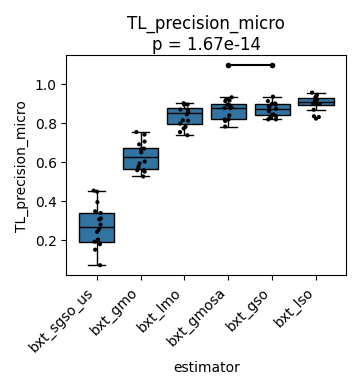 TL_precision_micro
p = 1.67e-14
TL_precision_micro
1.0
0.8
0.6
0.4
0.2
bxt_sgso_us
bxt_gmo
bxt_lmo
bxt_gmosa
bxt_gso
bxt_lso
estimator